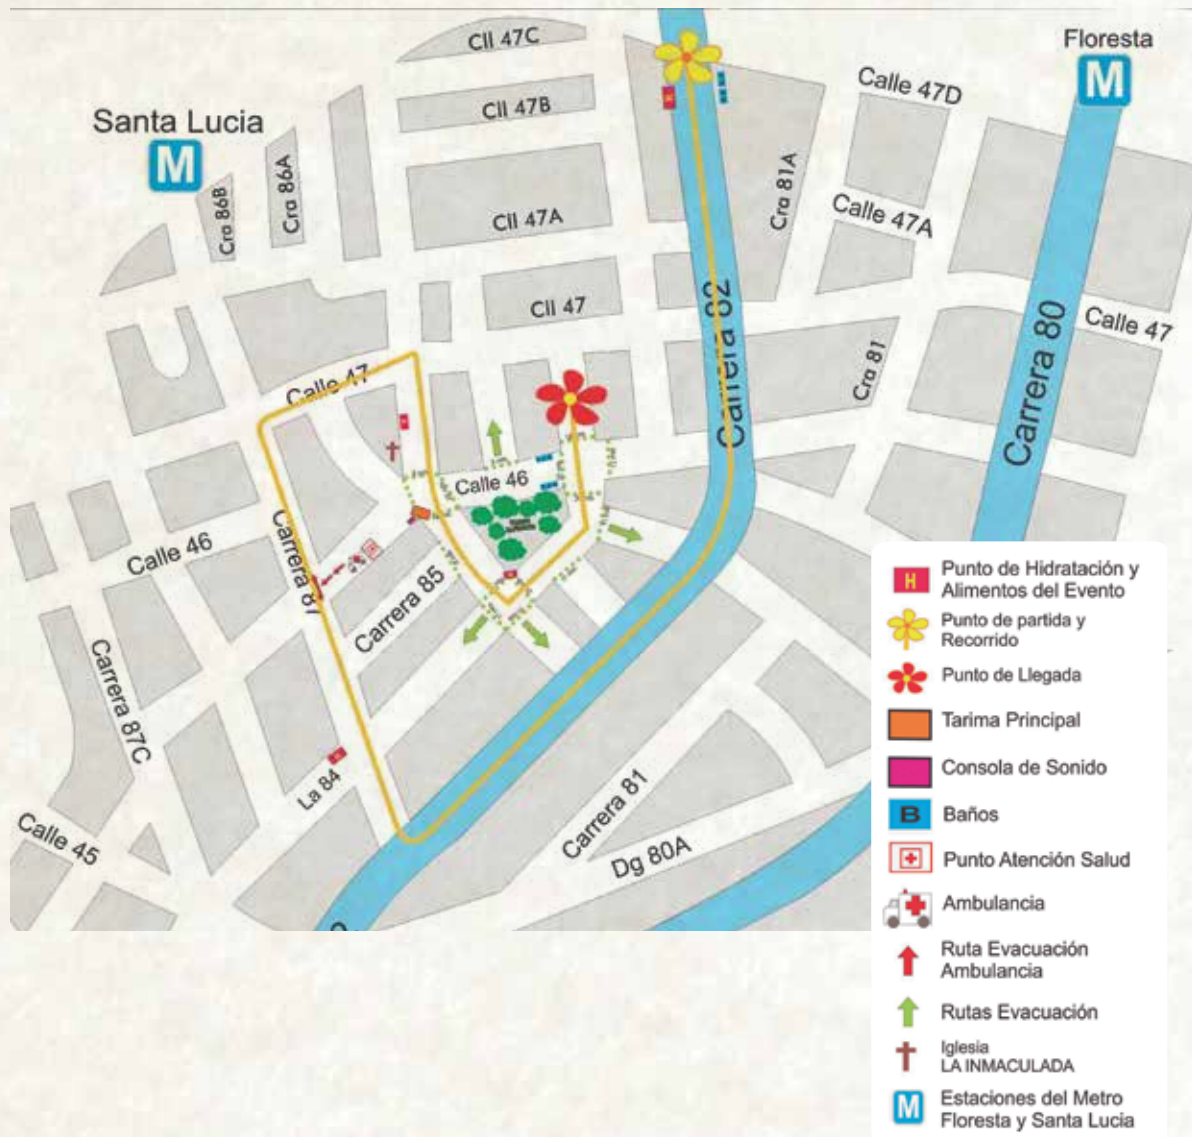 Cll 47C
Floresta
M
Calle 47D
Cll 47B
H
Santa Lucia
M
Cra 86B
Cra 86A
Cra 81A
Cll 47A
Calle 47A
Cll 47
Carrera 82
Carrera 80
Calle 47
Cra 81
Calle 47
H
Calle 46
Calle 46
Carrera 87
Carrera 85
H
Carrera 87C
La 84
H
Carrera 81
Calle 45
Dg 80A
H
Punto de Hidratación y
Alimentos del Evento
Punto de partida y
Recorrido
Punto de Llegada
Tarima Principal
Consola de Sonido
B
Baños
Punto Atención Salud
Ambulancia
Ruta Evacuación
Ambulancia
Rutas Evacuación
Iglesia
LA INMACULADA
M
Estaciones del Metro
Floresta y Santa Lucia